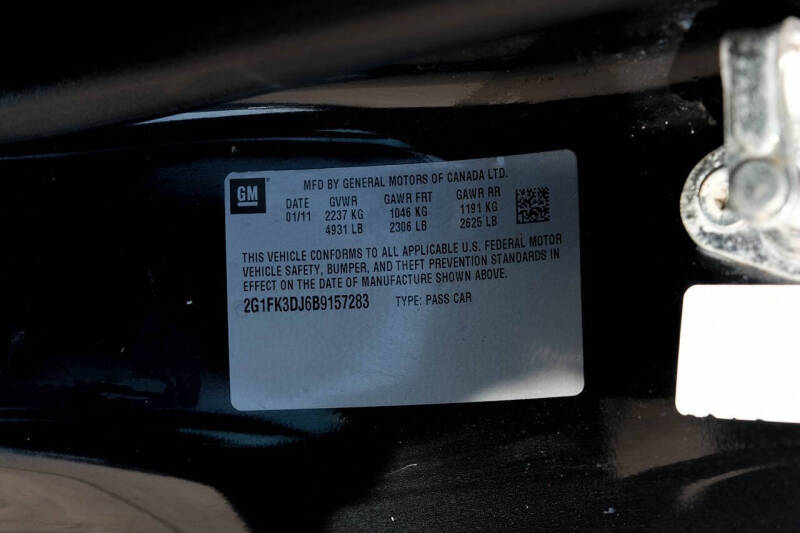 GM
MFD BY GENERAL MOTORS OF CANADA LTD.
DATE GVWR GAWR FRT GAWR RR
01/11 2237 KG 1046 KG 1191 KG
4931 LB 2306 LB 2625 LB
THIS VEHICLE CONFORMS TO ALL APPLICABLE U.S. FEDERAL MOTOR
VEHICLE SAFETY, BUMPER, AND THEFT PREVENTION STANDARDS IN
EFFECT ON THE DATE OF MANUFACTURE SHOWN ABOVE.
2G1FK3DJ6B9157283 TYPE: PASS CAR